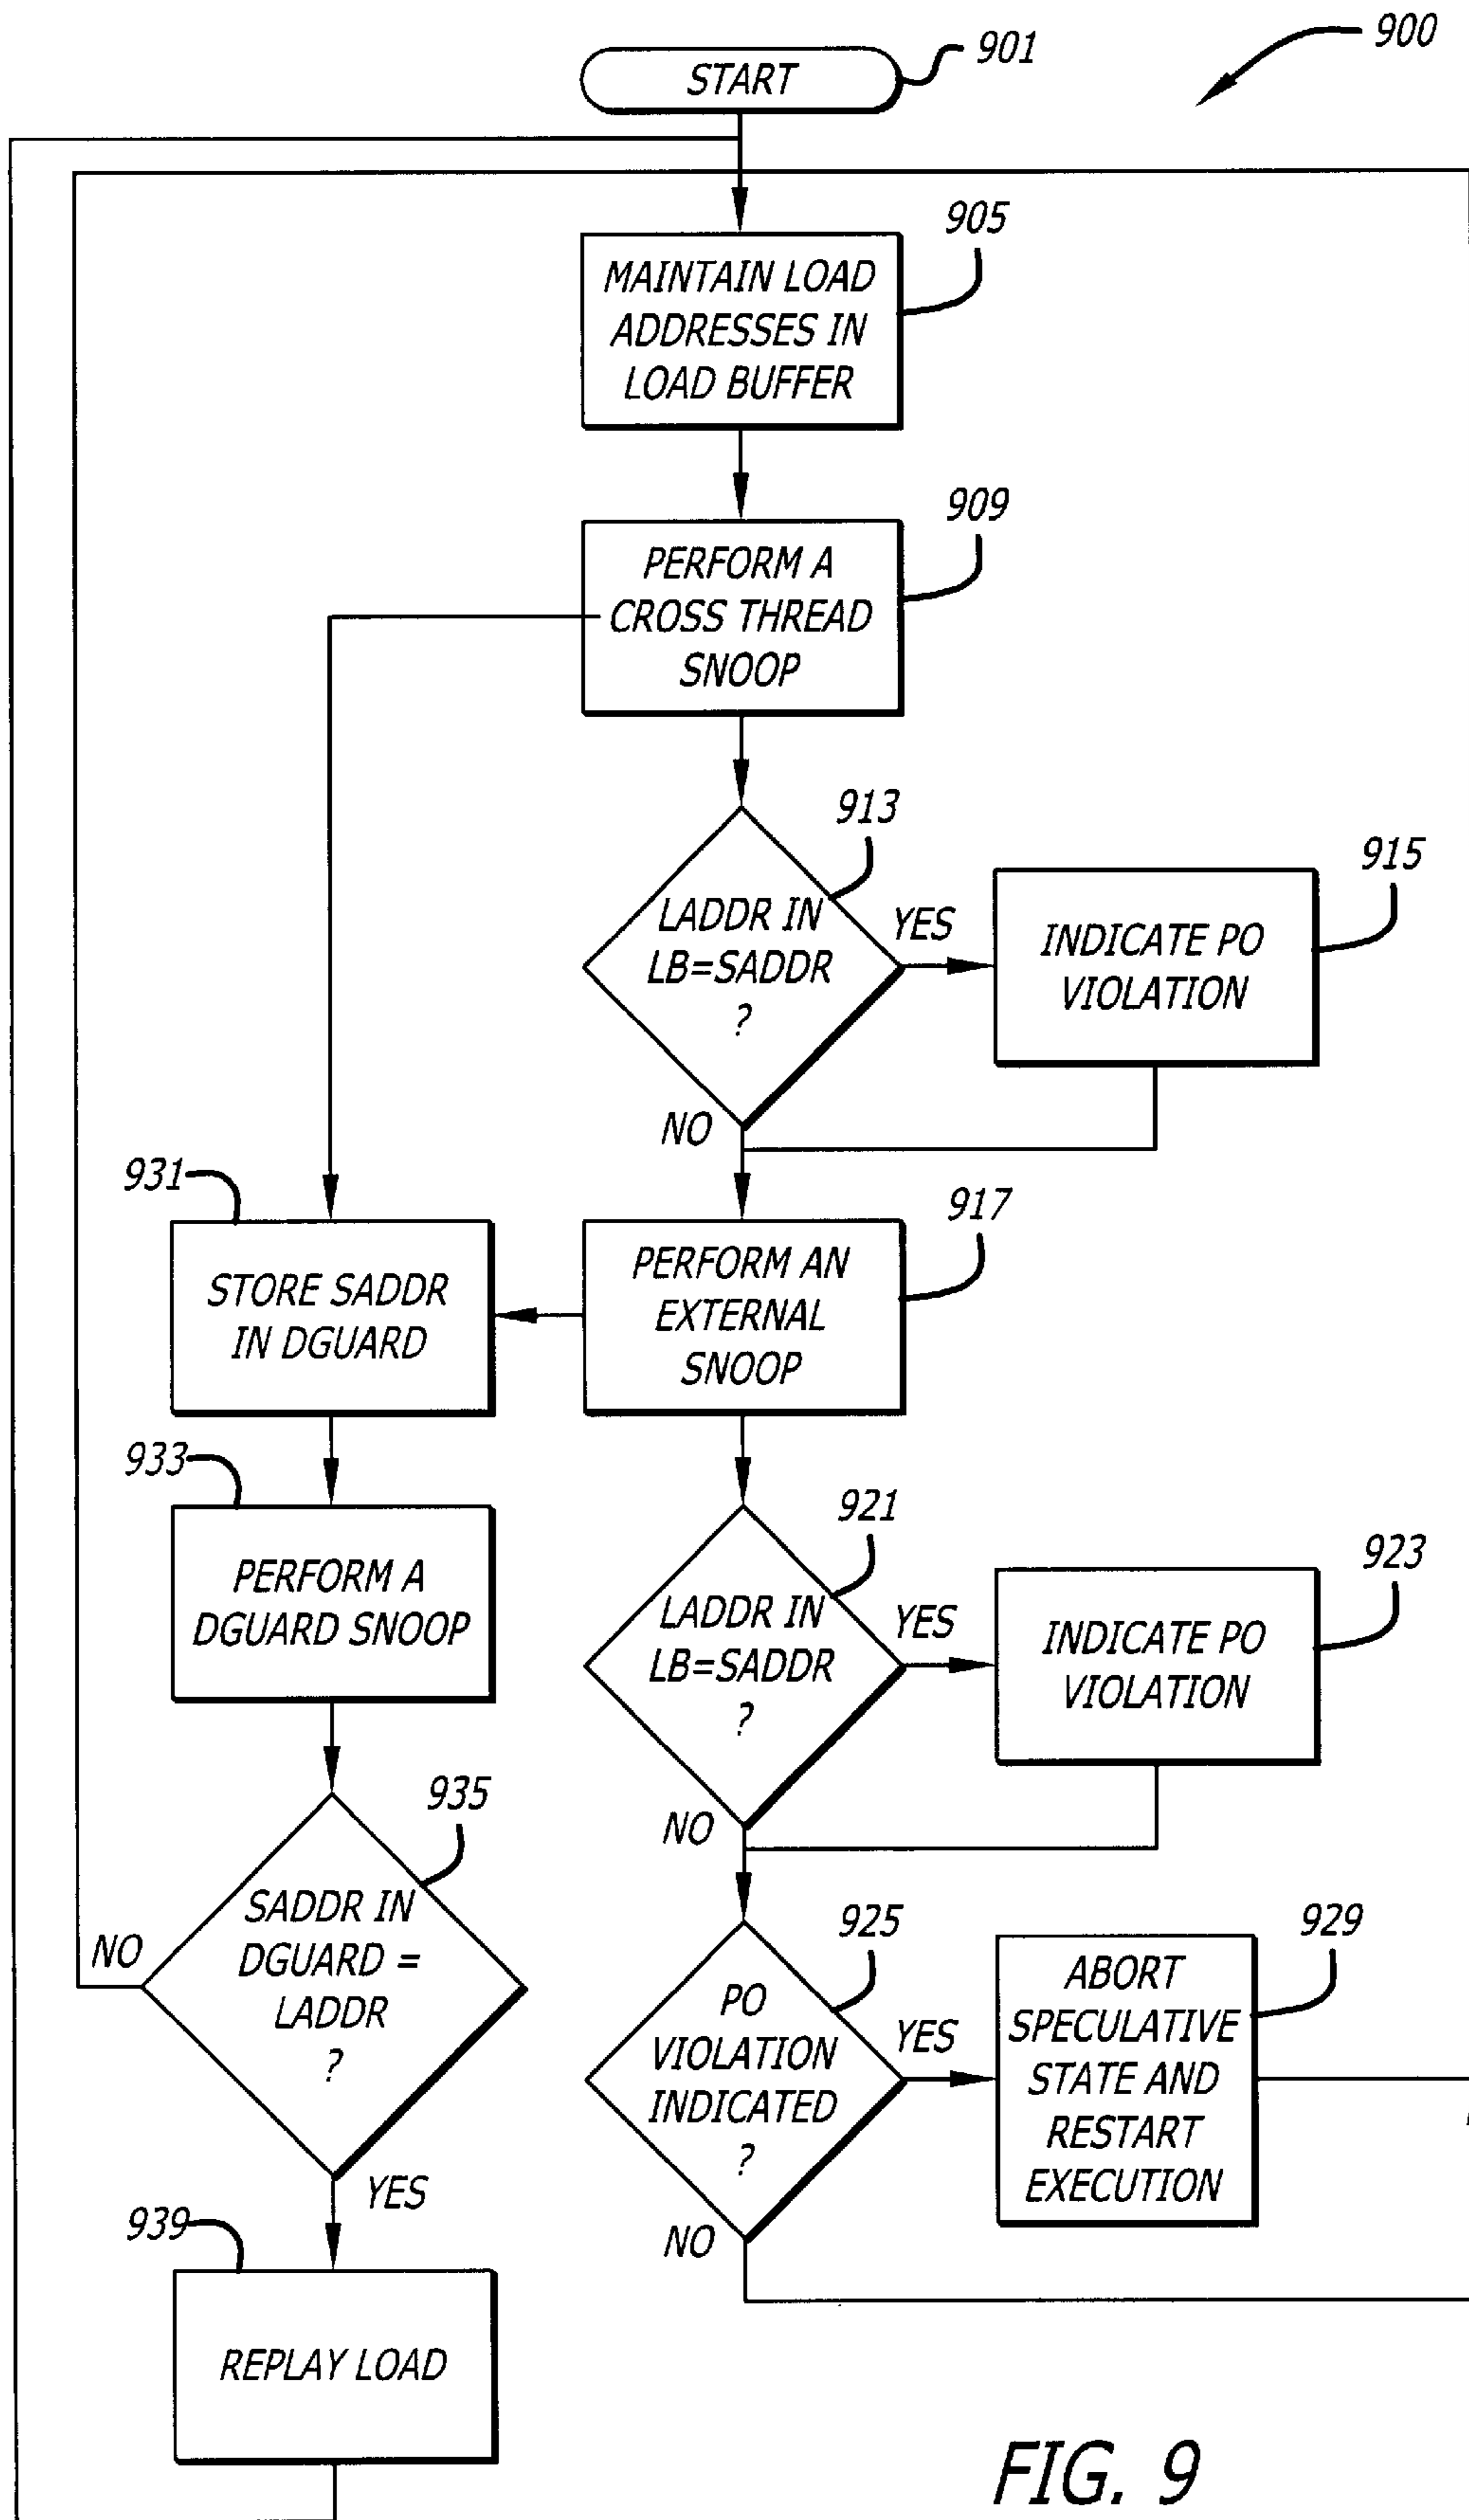 900
START
901
905
MAINTAIN LOAD
ADDRESSES IN
LOAD BUFFER
909
PERFORM A
CROSS THREAD
SNOOP
913
LADDR IN
LB=SADDR
?
YES
NO
915
INDICATE PO
VIOLATION
931
STORE SADDR
IN DGUARD
917
PERFORM AN
EXTERNAL
SNOOP
933
PERFORM A
DGUARD SNOOP
921
LADDR IN
LB=SADDR
?
YES
NO
923
INDICATE PO
VIOLATION
935
SADDR IN
DGUARD =
LADDR
?
NO
YES
925
PO
VIOLATION
INDICATED
?
YES
NO
929
ABORT
SPECULATIVE
STATE AND
RESTART
EXECUTION
939
REPLAY LOAD
FIG. 9